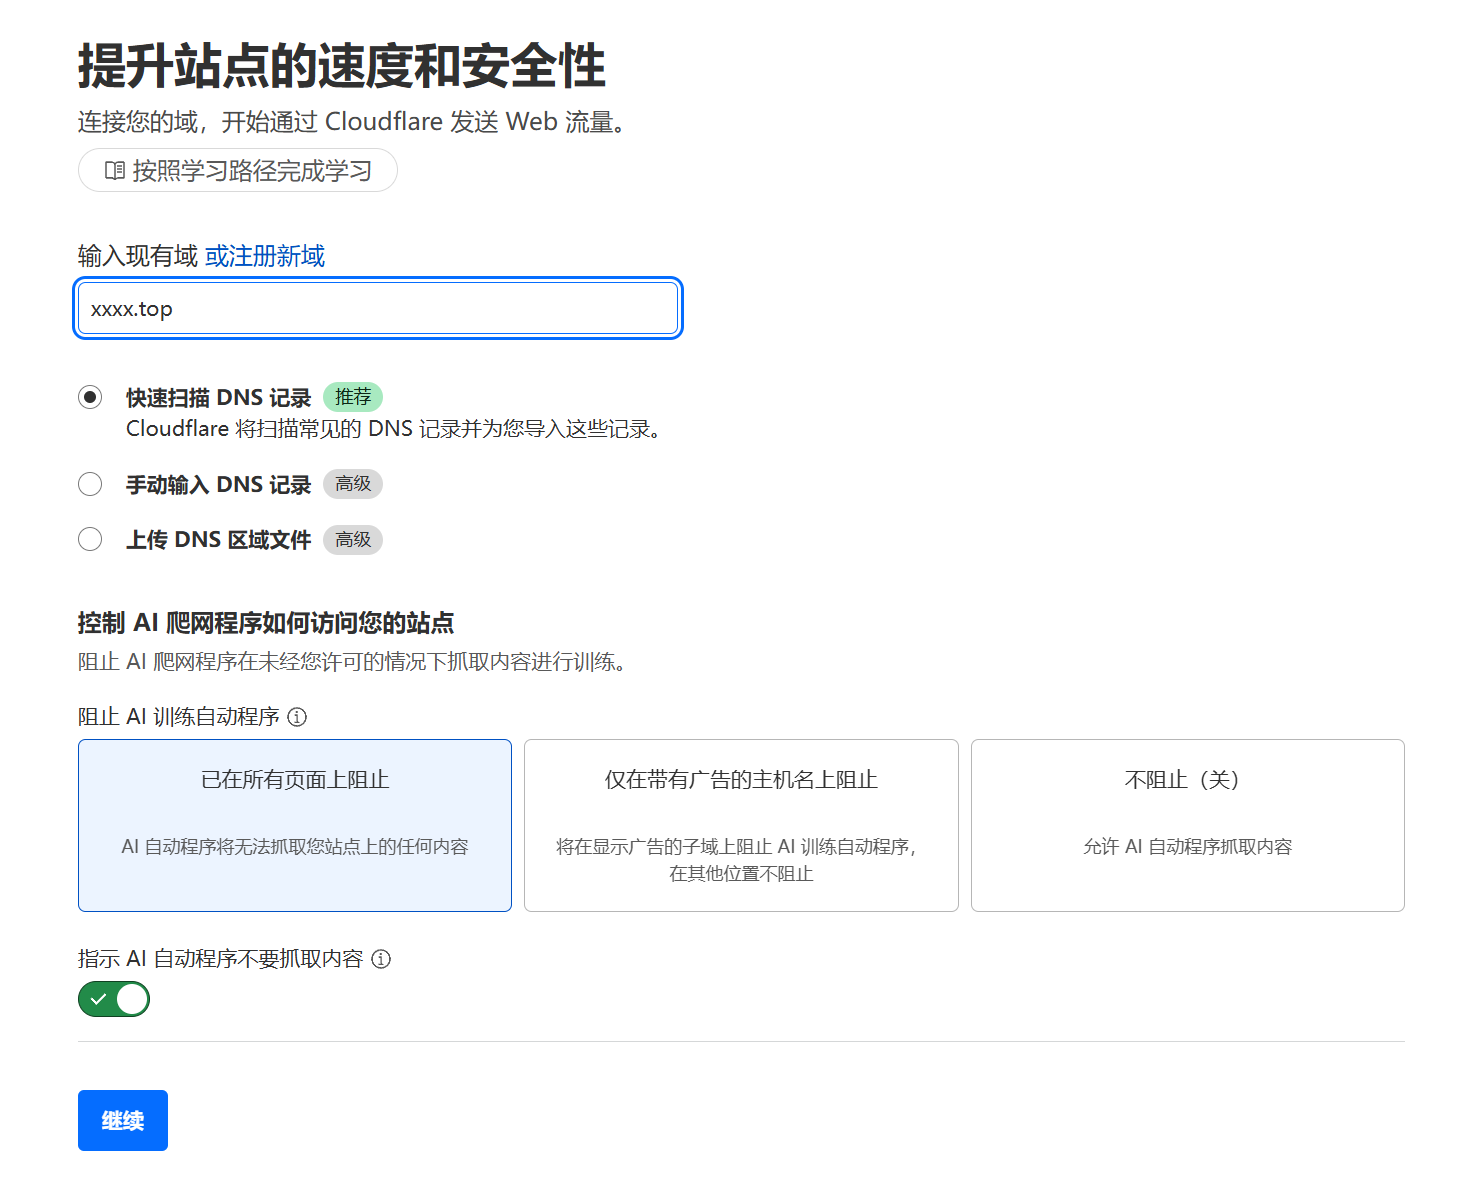 提升站点的速度和安全性
连接您的域，开始通过 Cloudflare 发送 Web 流量。
按照学习路径完成学习
输入现有域 或注册新域
xxxx.top
快速扫描 DNS 记录 推荐
Cloudflare 将扫描常见的 DNS 记录并为您导入这些记录。
手动输入 DNS 记录 高级
上传 DNS 区域文件 高级
控制 AI 爬网程序如何访问您的站点
阻止 AI 爬网程序在未经您许可的情况下抓取内容进行训练。
阻止 AI 训练自动程序
已在所有页面上阻止
AI 自动程序将无法抓取您站点上的任何内容
仅在带有广告的主机名上阻止
将在显示广告的子域上阻止 AI 训练自动程序，
在其他位置不阻止
不阻止（关）
允许 AI 自动程序抓取内容
指示 AI 自动程序不要抓取内容
继续